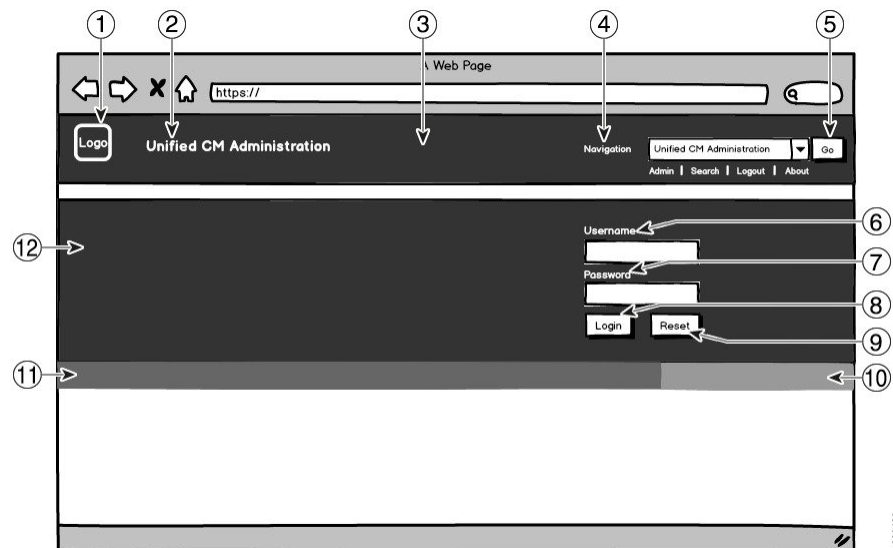 1 2 3 4 5
A Web Page
https://
Logo Unified CM Administration Navigation Unified CM Administration Go
Admin | Search | Logout | About
Username 6
12
Password 7
8
Login Reset
9
11 10